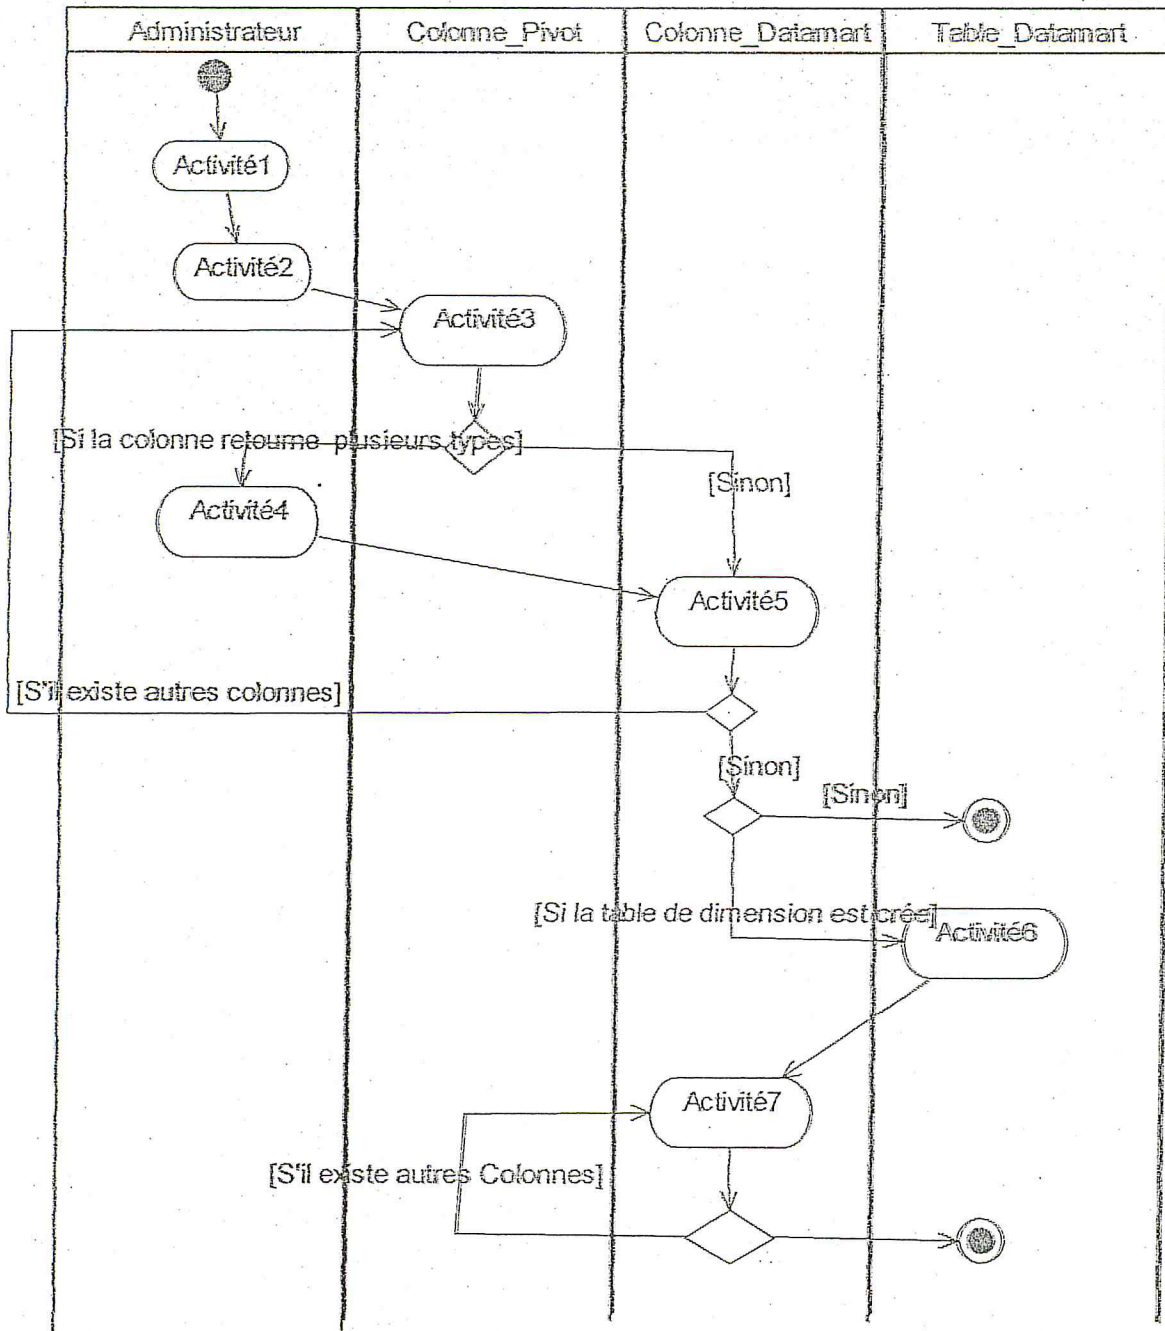 Administrateur
Colonne_Pivot
Colonne_Datamart
Table_Datamart
Activité1
Activité2
Activité3
[Si la colonne retourne plusieurs types]
[Sinon]
Activité4
Activité5
[S'il existe autres colonnes]
[Sinon]
[Sinon]
[Si la table de dimension est crée]
Activité6
Activité7
[S'il existe autres Colonnes]